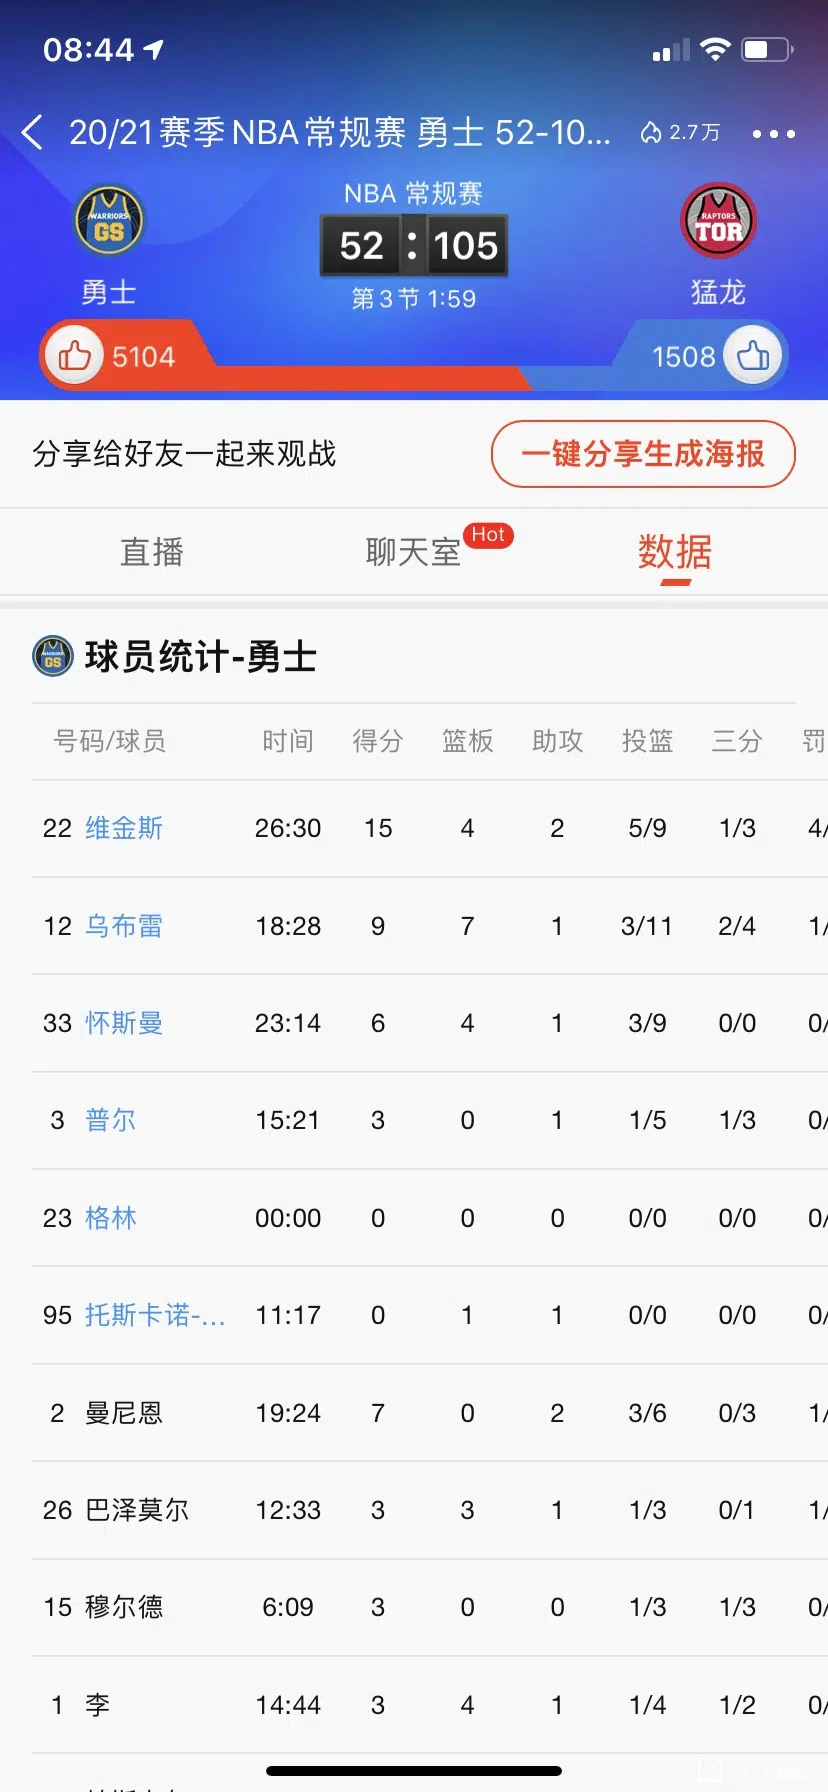 08:44
20/21赛季NBA常规赛 勇士 52-10... 2.7万
NBA 常规赛
WARRIORS GS
52 : 105
RAPTORS TOR
勇士
第3节 1:59
猛龙
5104
1508
分享给好友一起来观战
一键分享生成海报
直播
聊天室 Hot
数据
球员统计-勇士
号码/球员 时间 得分 篮板 助攻 投篮 三分 罚
22 维金斯 26:30 15 4 2 5/9 1/3 4/
12 乌布雷 18:28 9 7 1 3/11 2/4 1/
33 怀斯曼 23:14 6 4 1 3/9 0/0 0/
3 普尔 15:21 3 0 1 1/5 1/3 0/
23 格林 00:00 0 0 0 0/0 0/0 0/
95 托斯卡诺-... 11:17 0 1 1 0/0 0/0 0/
2 曼尼恩 19:24 7 0 2 3/6 0/3 1/
26 巴泽莫尔 12:33 3 3 1 1/3 0/1 1/
15 穆尔德 6:09 3 0 0 1/3 1/3 0/
1 李 14:44 3 4 1 1/4 1/2 0/